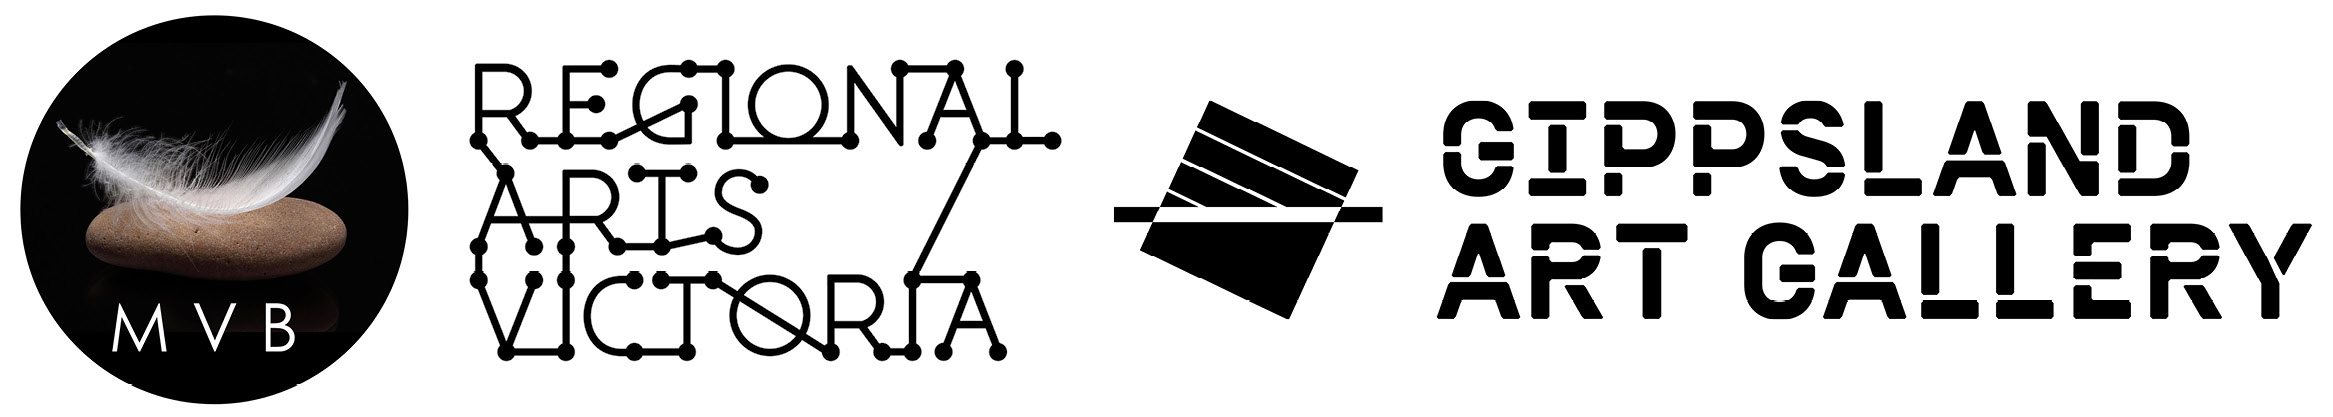 MVB
REGIONAL
ARTS
VICTORIA
GIPPSLAND
ART GALLERY